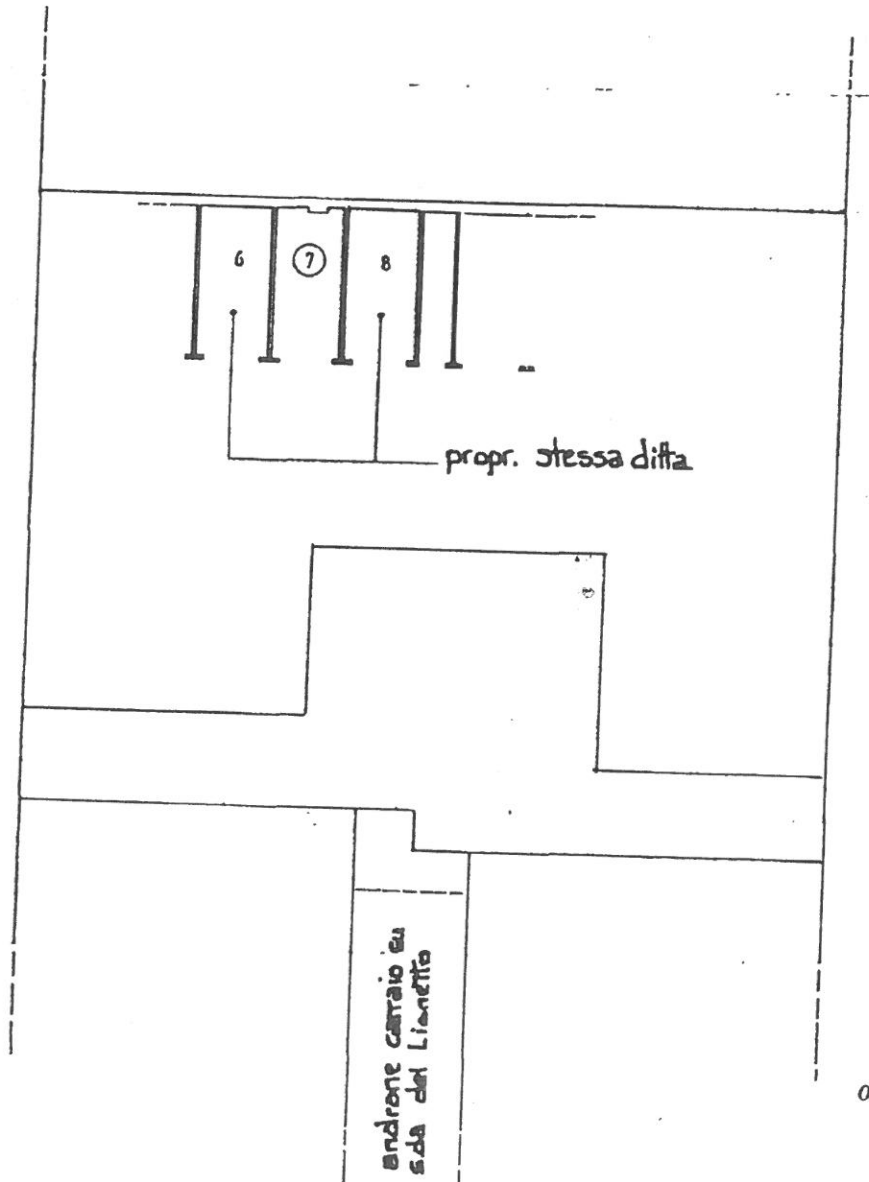 6
7
8
propr. stessa ditta
androne carraio su
s.da del Lionetto